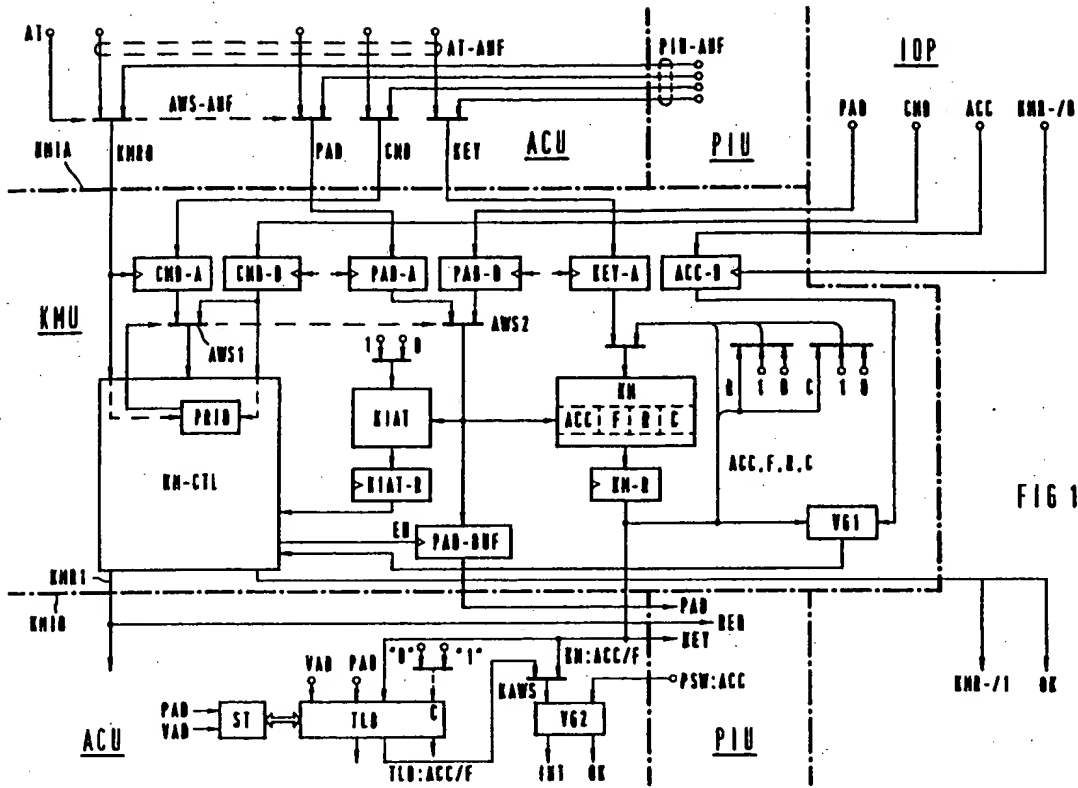 AT
AT-ANF
PIU-ANF
IOP
AWS-ANF
PAD
CMD
ACC
KMR-/0
ACU
PIU
KMIA
KMR0
PAD
CMD
KEY
CMD-A
CMD-B
PAD-A
PAD-B
KEY-A
ACC-B
KMU
AWS1
AWS2
1
0
R
1
0
C
1
0
PRIO
KIAT
KM
ACC
F
R
C
KM-CTL
KIAT-R
KM-R
ACC,F,R,C
FIG 1
EN
PAD-BUF
VG1
KMR1
KMIB
PAD
REQ
KEY
VAD
PAD
"0"
"1"
KM:ACC/F
KAWS
PSW:ACC
KMR-/1
OK
PAD
VAD
ST
TLB
C
VG2
ACU
TLB:ACC/F
INT
OK
PIU